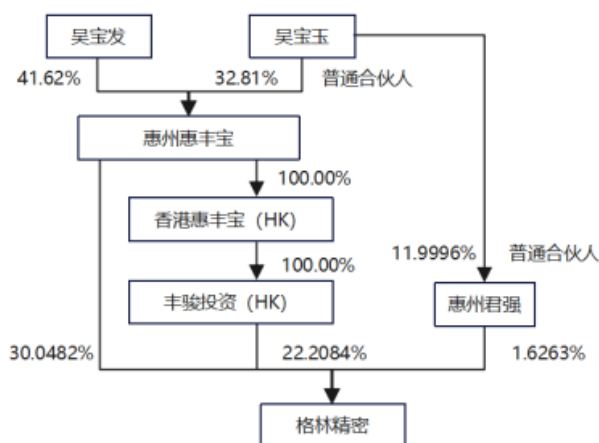 吴宝发 吴宝玉
41.62% 32.81% 普通合伙人
惠州惠丰宝
100.00%
香港惠丰宝（HK）
100.00%
11.9996% 普通合伙人
丰骏投资（HK） 惠州君强
30.0482% 22.2084% 1.6263%
格林精密